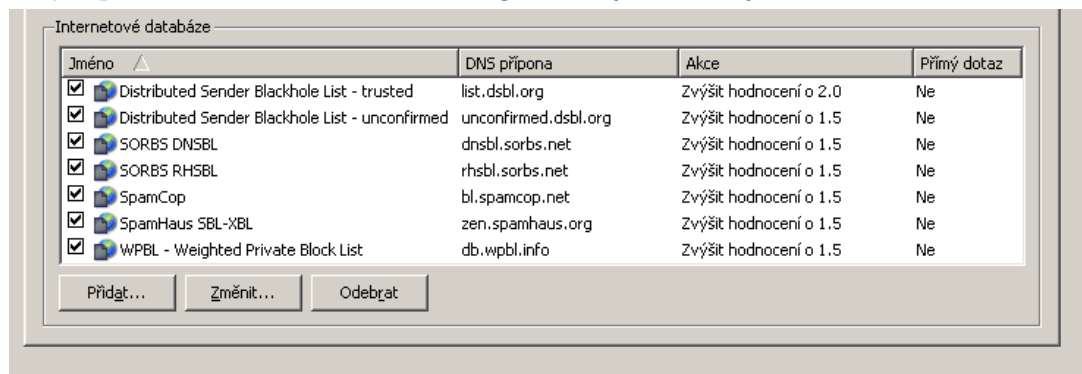 Internetové databáze
Jméno DNS přípona Akce Přímý dotaz
Distributed Sender Blackhole List - trusted list.dsbl.org Zvýšit hodnocení o 2.0 Ne
Distributed Sender Blackhole List - unconfirmed unconfirmed.dsbl.org Zvýšit hodnocení o 1.5 Ne
SORBS DNSBL dnsbl.sorbs.net Zvýšit hodnocení o 1.5 Ne
SORBS RHSBL rhsbl.sorbs.net Zvýšit hodnocení o 1.5 Ne
SpamCop bl.spamcop.net Zvýšit hodnocení o 1.5 Ne
SpamHaus SBL-XBL zen.spamhaus.org Zvýšit hodnocení o 1.5 Ne
WPBL - Weighted Private Block List db.wpbl.info Zvýšit hodnocení o 1.5 Ne
Přidat... Změnit... Odebrat